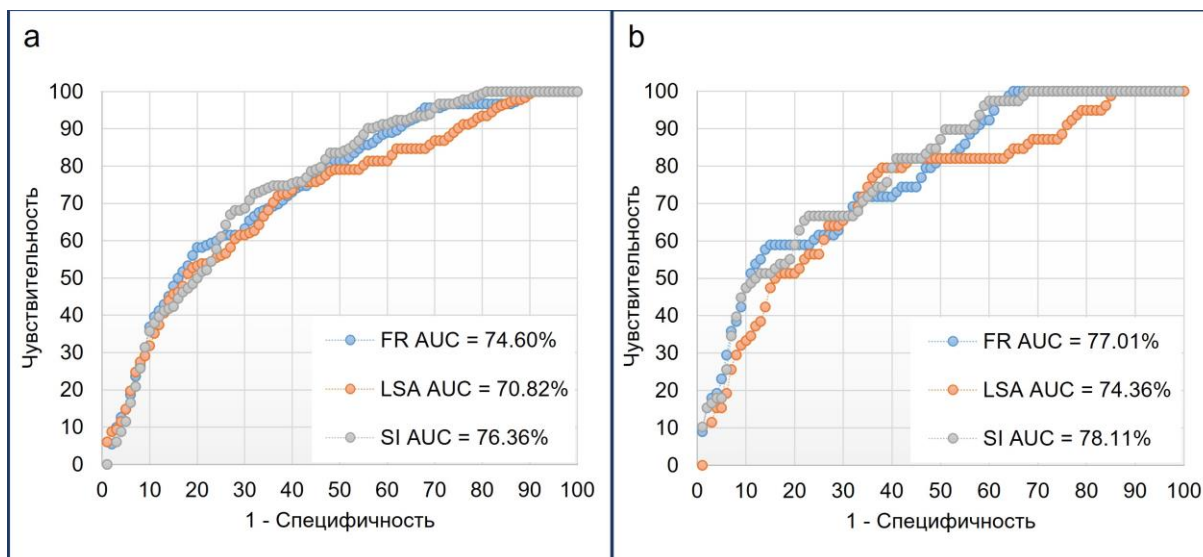 a
100
90
80
70
60
50
40
30
20
10
0
Чувствительность
FR AUC = 74.60%
LSA AUC = 70.82%
SI AUC = 76.36%
0 10 20 30 40 50 60 70 80 90 100
1 - Специфичность
b
100
90
80
70
60
50
40
30
20
10
0
Чувствительность
FR AUC = 77.01%
LSA AUC = 74.36%
SI AUC = 78.11%
0 10 20 30 40 50 60 70 80 90 100
1 - Специфичность